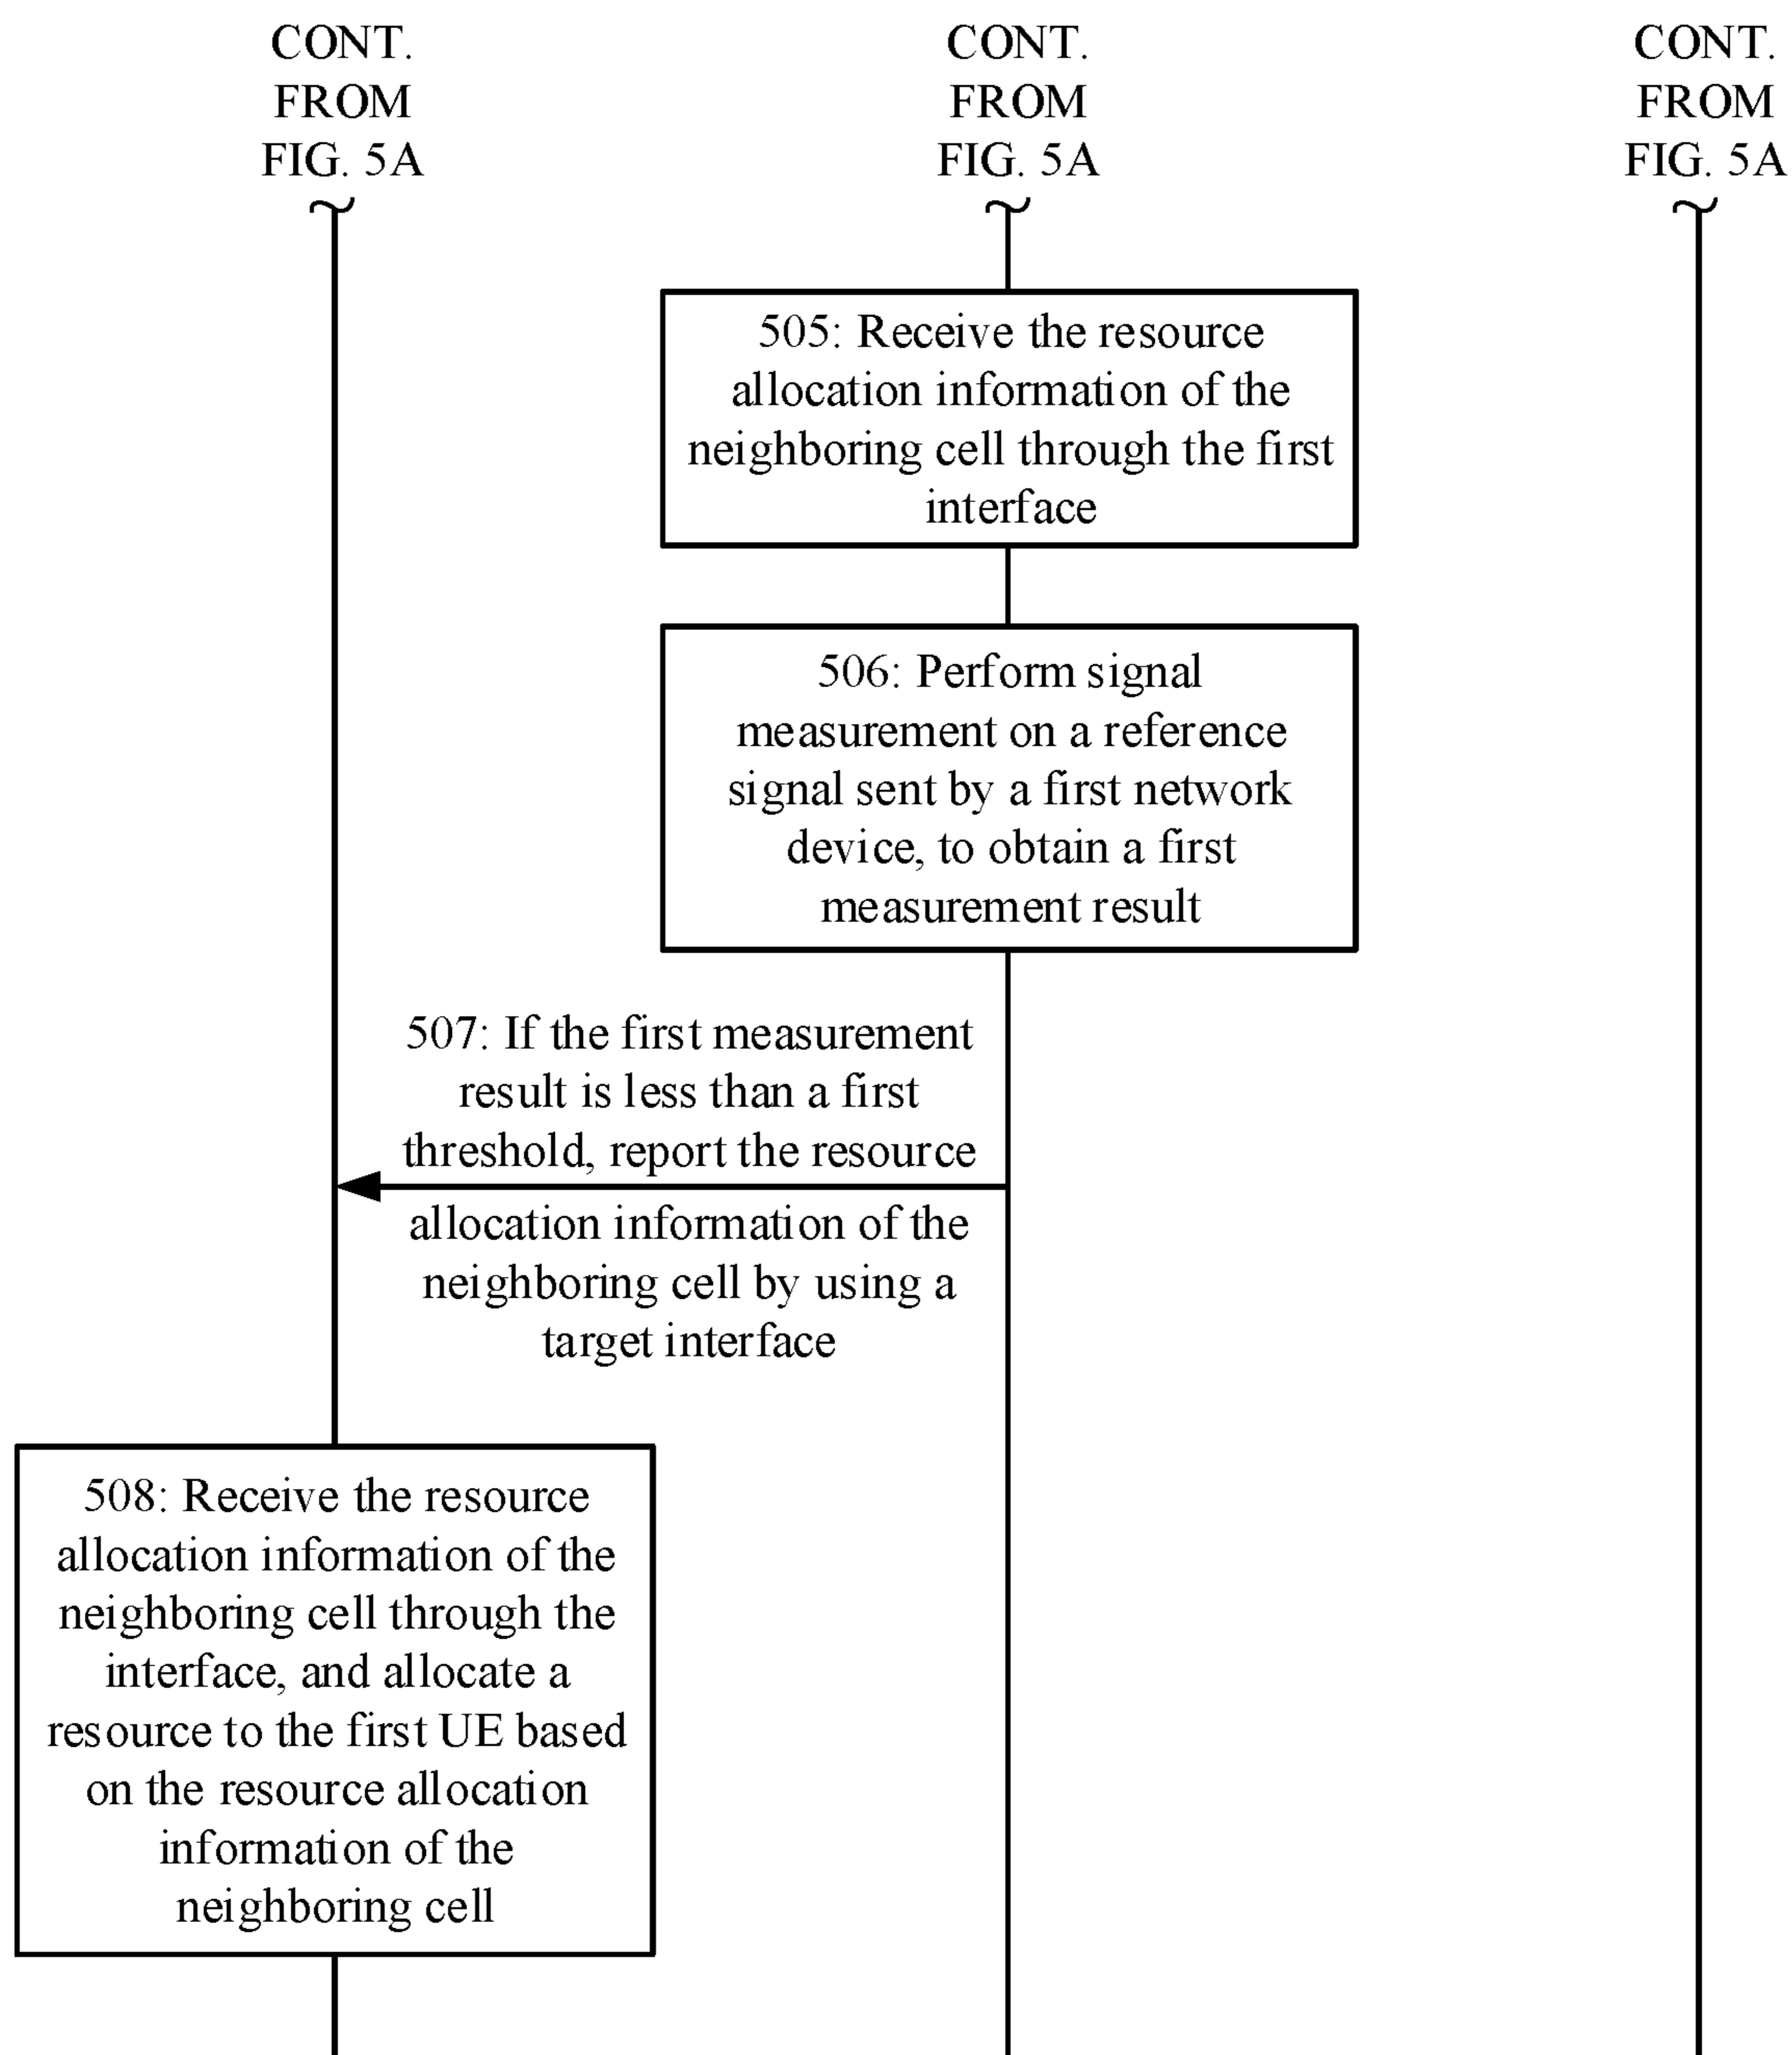 CONT.
FROM
FIG. 5A
CONT.
FROM
FIG. 5A
CONT.
FROM
FIG. 5A
505: Receive the resource
allocation information of the
neighboring cell through the first
interface
506: Perform signal
measurement on a reference
signal sent by a first network
device, to obtain a first
measurement result
507: If the first measurement
result is less than a first
threshold, report the resource
allocation information of the
neighboring cell by using a
target interface
508: Receive the resource
allocation information of the
neighboring cell through the
interface, and allocate a
resource to the first UE based
on the resource allocation
information of the
neighboring cell